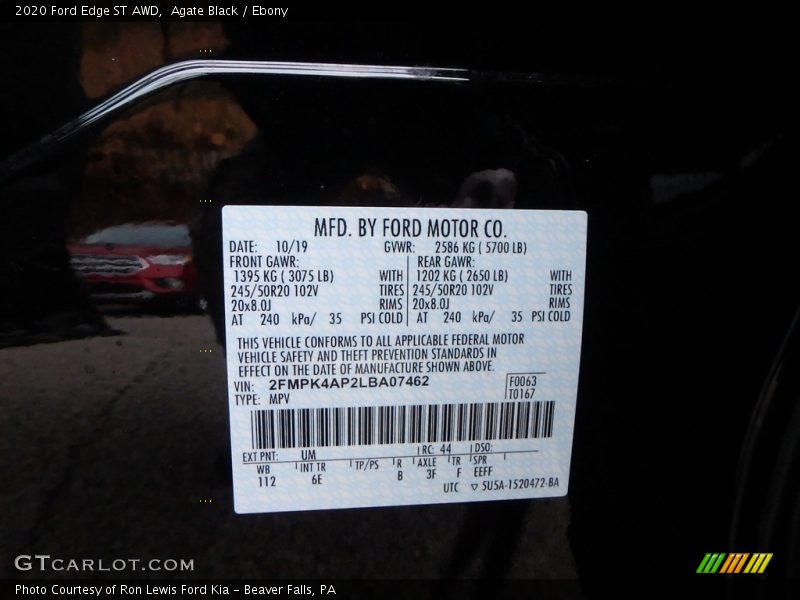 2020 Ford Edge ST AWD,  Agate Black / Ebony
MFD. BY FORD MOTOR CO.
DATE: 10/19 GVWR: 2586 KG ( 5700 LB)
FRONT GAWR: REAR GAWR:
1395 KG ( 3075 LB) WITH 1202 KG ( 2650 LB) WITH
245/50R20 102V TIRES 245/50R20 102V TIRES
20x8.0J RIMS 20x8.0J RIMS
AT 240 kPa/ 35 PSI COLD AT 240 kPa/ 35 PSI COLD
THIS VEHICLE CONFORMS TO ALL APPLICABLE FEDERAL MOTOR
VEHICLE SAFETY AND THEFT PREVENTION STANDARDS IN
EFFECT ON THE DATE OF MANUFACTURE SHOWN ABOVE.
VIN: 2FMPK4AP2LBA07462 F0063
TYPE: MPV T0167
EXT PNT: UM RC: 44 DSO:
WB INT TR TP/PS R AXLE TR SPR
112 6E B 3F F EEFF
UTC ▽ 5U5A-1520472-BA
GTCARLOT.COM
Photo Courtesy of Ron Lewis Ford Kia - Beaver Falls, PA